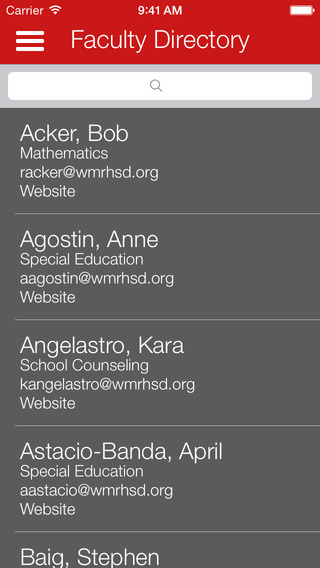 Carrier 9:41 AM
Faculty Directory
Acker, Bob
Mathematics
racker@wmrhsd.org
Website
Agostin, Anne
Special Education
aagostin@wmrhsd.org
Website
Angelastro, Kara
School Counseling
kangelastro@wmrhsd.org
Website
Astacio-Banda, April
Special Education
aastacio@wmrhsd.org
Website
Baig, Stephen